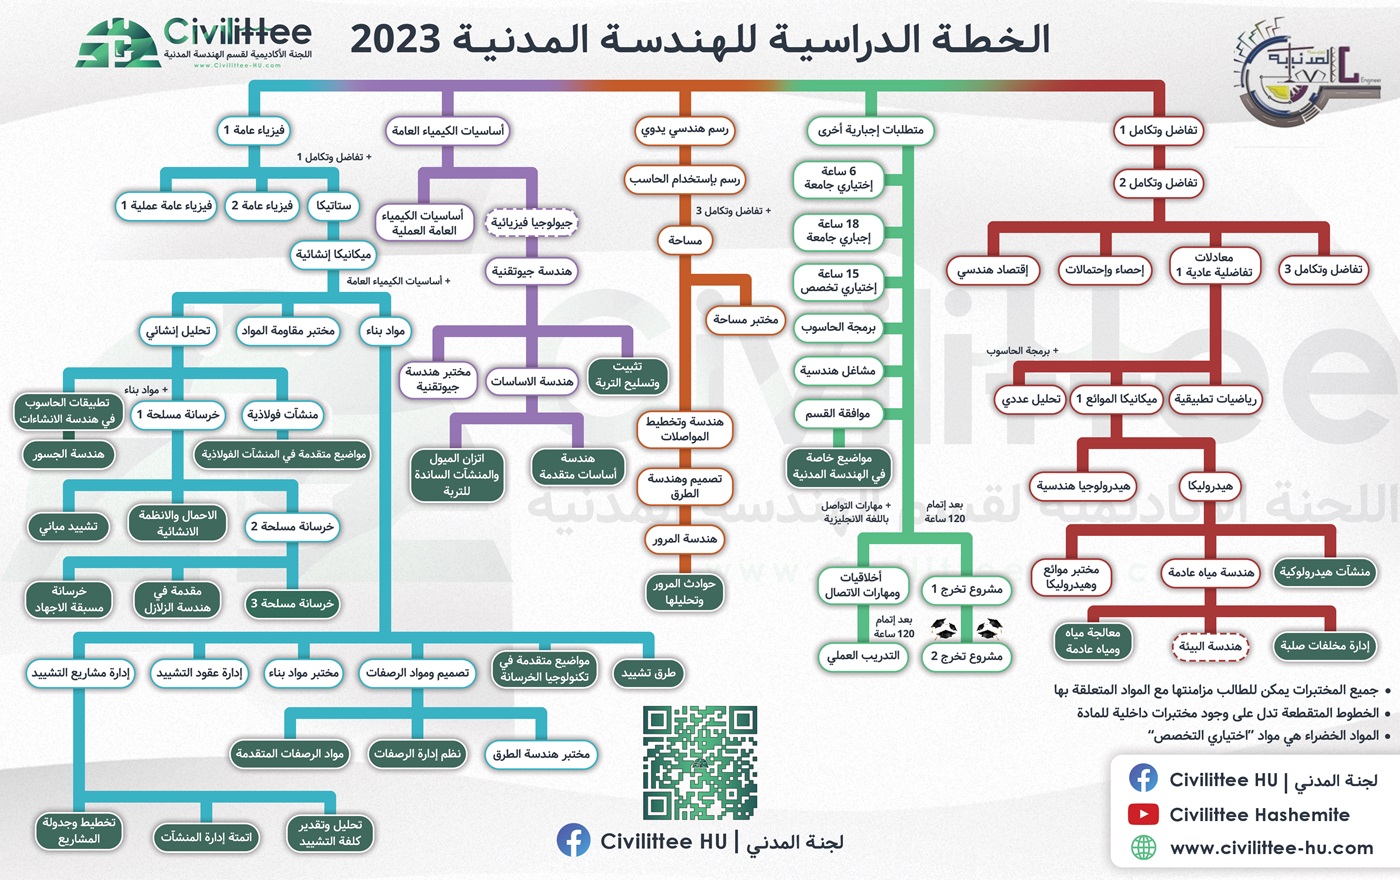 الخطة الدراسية للهندسة المدنية 2023
Civilittee
اللجنة الأكاديمية لقسم الهندسة المدنية
www.Civilittee-HU.com
المدنية
Engineer
تفاضل وتكامل 1
تفاضل وتكامل 2
تفاضل وتكامل 3
معادلات
تفاضلية عادية 1
إحصاء وإحتمالات
إقتصاد هندسي
+ برمجة الحاسوب
رياضيات تطبيقية
ميكانيكا الموائع 1
تحليل عددي
هيدروليكا
هيدرولوجيا هندسية
منشآت هيدرولوكية
هندسة مياه عادمة
مختبر موائع
وهيدروليكا
إدارة مخلفات صلبة
هندسة البيئة
معالجة مياه
ومياه عادمة
متطلبات إجبارية أخرى
6 ساعة
إختياري جامعة
18 ساعة
إجباري جامعة
15 ساعة
إختياري تخصص
برمجة الحاسوب
مشاغل هندسية
موافقة القسم
مواضيع خاصة
في الهندسة المدنية
بعد إتمام
120 ساعة
+ مهارات التواصل
باللغة الانجليزية
مشروع تخرج 1
أخلاقيات
ومهارات الاتصال
بعد إتمام
120 ساعة
مشروع تخرج 2
التدريب العملي
رسم هندسي يدوي
رسم بإستخدام الحاسب
+ تفاضل وتكامل 3
مساحة
مختبر مساحة
هندسة وتخطيط
المواصلات
تصميم وهندسة
الطرق
هندسة المرور
حوادث المرور
وتحليلها
أساسيات الكيمياء العامة
جيولوجيا فيزيائية
أساسيات الكيمياء
العامة العملية
هندسة جيوتقنية
تثبيت
وتسليح التربة
هندسة الاساسات
مختبر هندسة
جيوتقنية
هندسة
أساسات متقدمة
اتزان الميول
والمنشآت الساندة
للتربة
فيزياء عامة 1
+ تفاضل وتكامل 1
ستاتيكا
فيزياء عامة 2
فيزياء عامة عملية 1
ميكانيكا إنشائية
+ أساسيات الكيمياء العامة
مواد بناء
مختبر مقاومة المواد
تحليل إنشائي
+ مواد بناء
منشآت فولاذية
خرسانة مسلحة 1
تطبيقات الحاسوب
في هندسة الانشاءات
مواضيع متقدمة في المنشآت الفولاذية
هندسة الجسور
خرسانة مسلحة 2
الاحمال والانظمة
الانشائية
تشييد مباني
خرسانة مسلحة 3
مقدمة في
هندسة الزلازل
خرسانة
مسبقة الاجهاد
طرق تشييد
مواضيع متقدمة في
تكنولوجيا الخرسانة
تصميم ومواد الرصفات
مختبر مواد بناء
إدارة عقود التشييد
إدارة مشاريع التشييد
مختبر هندسة الطرق
نظم إدارة الرصفات
مواد الرصفات المتقدمة
تحليل وتقدير
كلفة التشييد
اتمتة إدارة المنشآت
تخطيط وجدولة
المشاريع
• جميع المختبرات يمكن للطالب مزامنتها مع المواد المتعلقة بها
• الخطوط المتقطعة تدل على وجود مختبرات داخلية للمادة
• المواد الخضراء هي مواد "اختياري التخصص"
Civilittee HU | لجنة المدني
Civilittee Hashemite
www.civilittee-hu.com
Civilittee HU | لجنة المدني
Civilittee
اللجنة الأكاديمية لقسم الهندسة المدنية